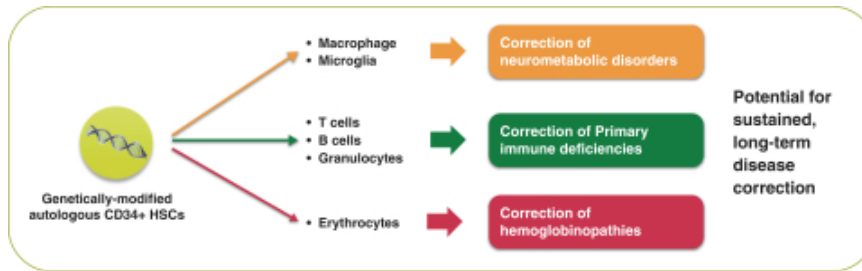 • Macrophage
• Microglia
Correction of
neurometabolic disorders
• T cells
• B cells
• Granulocytes
Correction of Primary
immune deficiencies
Potential for
sustained,
long-term
disease
correction
Genetically-modified
autologous CD34+ HSCs
• Erythrocytes
Correction of
hemoglobinopathies